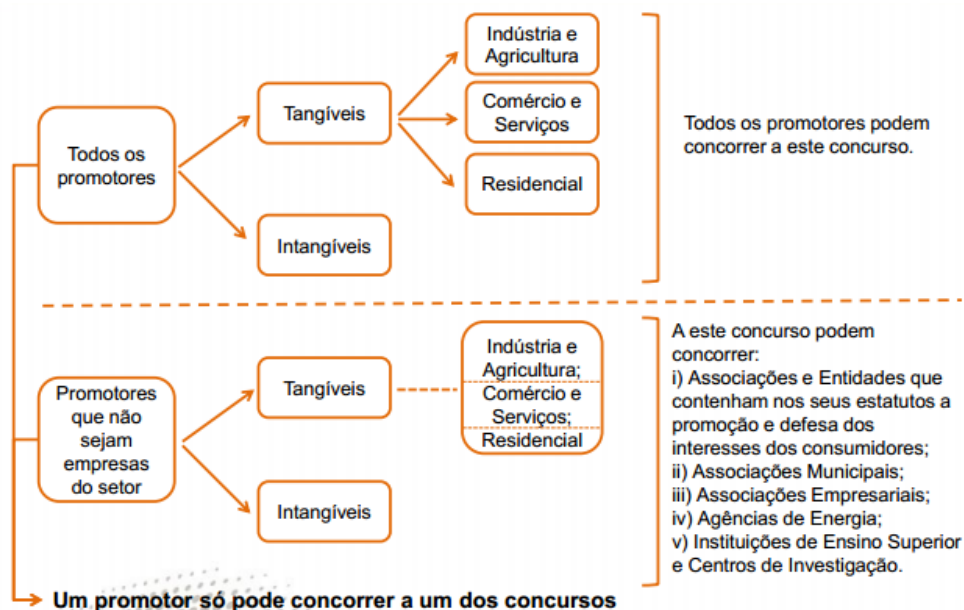 Todos os
promotores
Tangíveis
Intangíveis
Indústria e
Agricultura
Comércio e
Serviços
Residencial
Todos os promotores podem
concorrer a este concurso.
Promotores
que não
sejam
empresas
do setor
Tangíveis
Intangíveis
Indústria e
Agricultura;
Comércio e
Serviços;
Residencial
A este concurso podem
concorrer:
i) Associações e Entidades que
contenham nos seus estatutos a
promoção e defesa dos
interesses dos consumidores;
ii) Associações Municipais;
iii) Associações Empresariais;
iv) Agências de Energia;
v) Instituições de Ensino Superior
e Centros de Investigação.
Um promotor só pode concorrer a um dos concursos